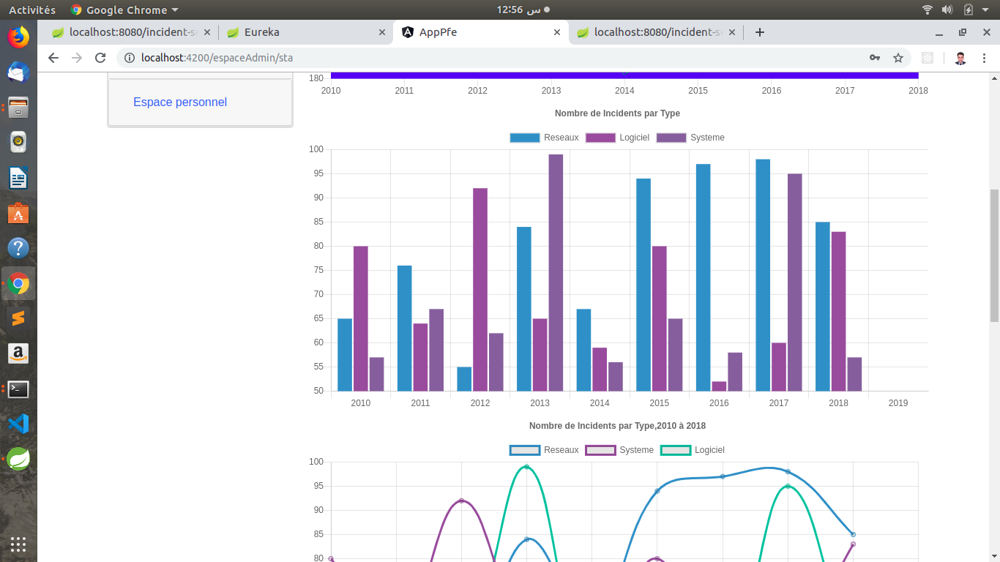 Activités Google Chrome 12:56 س
localhost:8080/incident-s Eureka AppPfe localhost:8080/incident-s
localhost:4200/espaceAdmin/sta
Espace personnel
180
2010 2011 2012 2013 2014 2015 2016 2017 2018
Nombre de Incidents par Type
Reseaux Logiciel Systeme
100
95
90
85
80
75
70
65
60
55
50
2010 2011 2012 2013 2014 2015 2016 2017 2018 2019
Nombre de Incidents par Type,2010 à 2018
Reseaux Systeme Logiciel
100
95
90
85
80